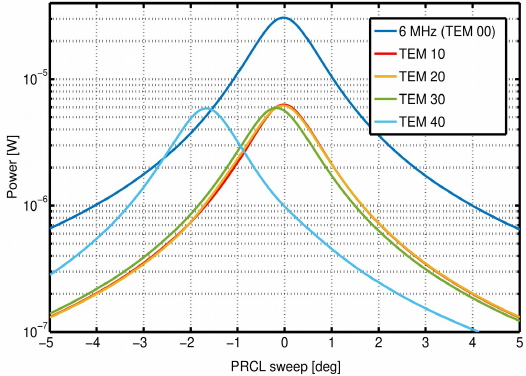 6 MHz (TEM 00)
TEM 10
TEM 20
TEM 30
TEM 40
Power [W]
10⁻⁵
10⁻⁶
10⁻⁷
−5 −4 −3 −2 −1 0 1 2 3 4 5
PRCL sweep [deg]